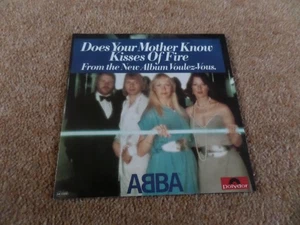 Does Your Mother Know
Kisses Of Fire
From the New Album Voulez-Vous.
ABBA
Polydor